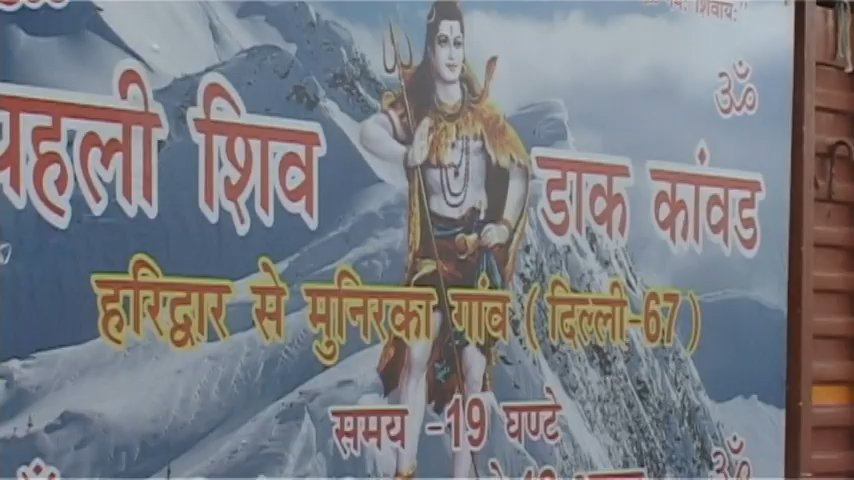 शिवायः"
ॐ
पहली शिव डाक कांवड
हरिद्वार से मुनिरका गांव ( दिल्ली-67 )
समय -19 घण्टे
ॐ